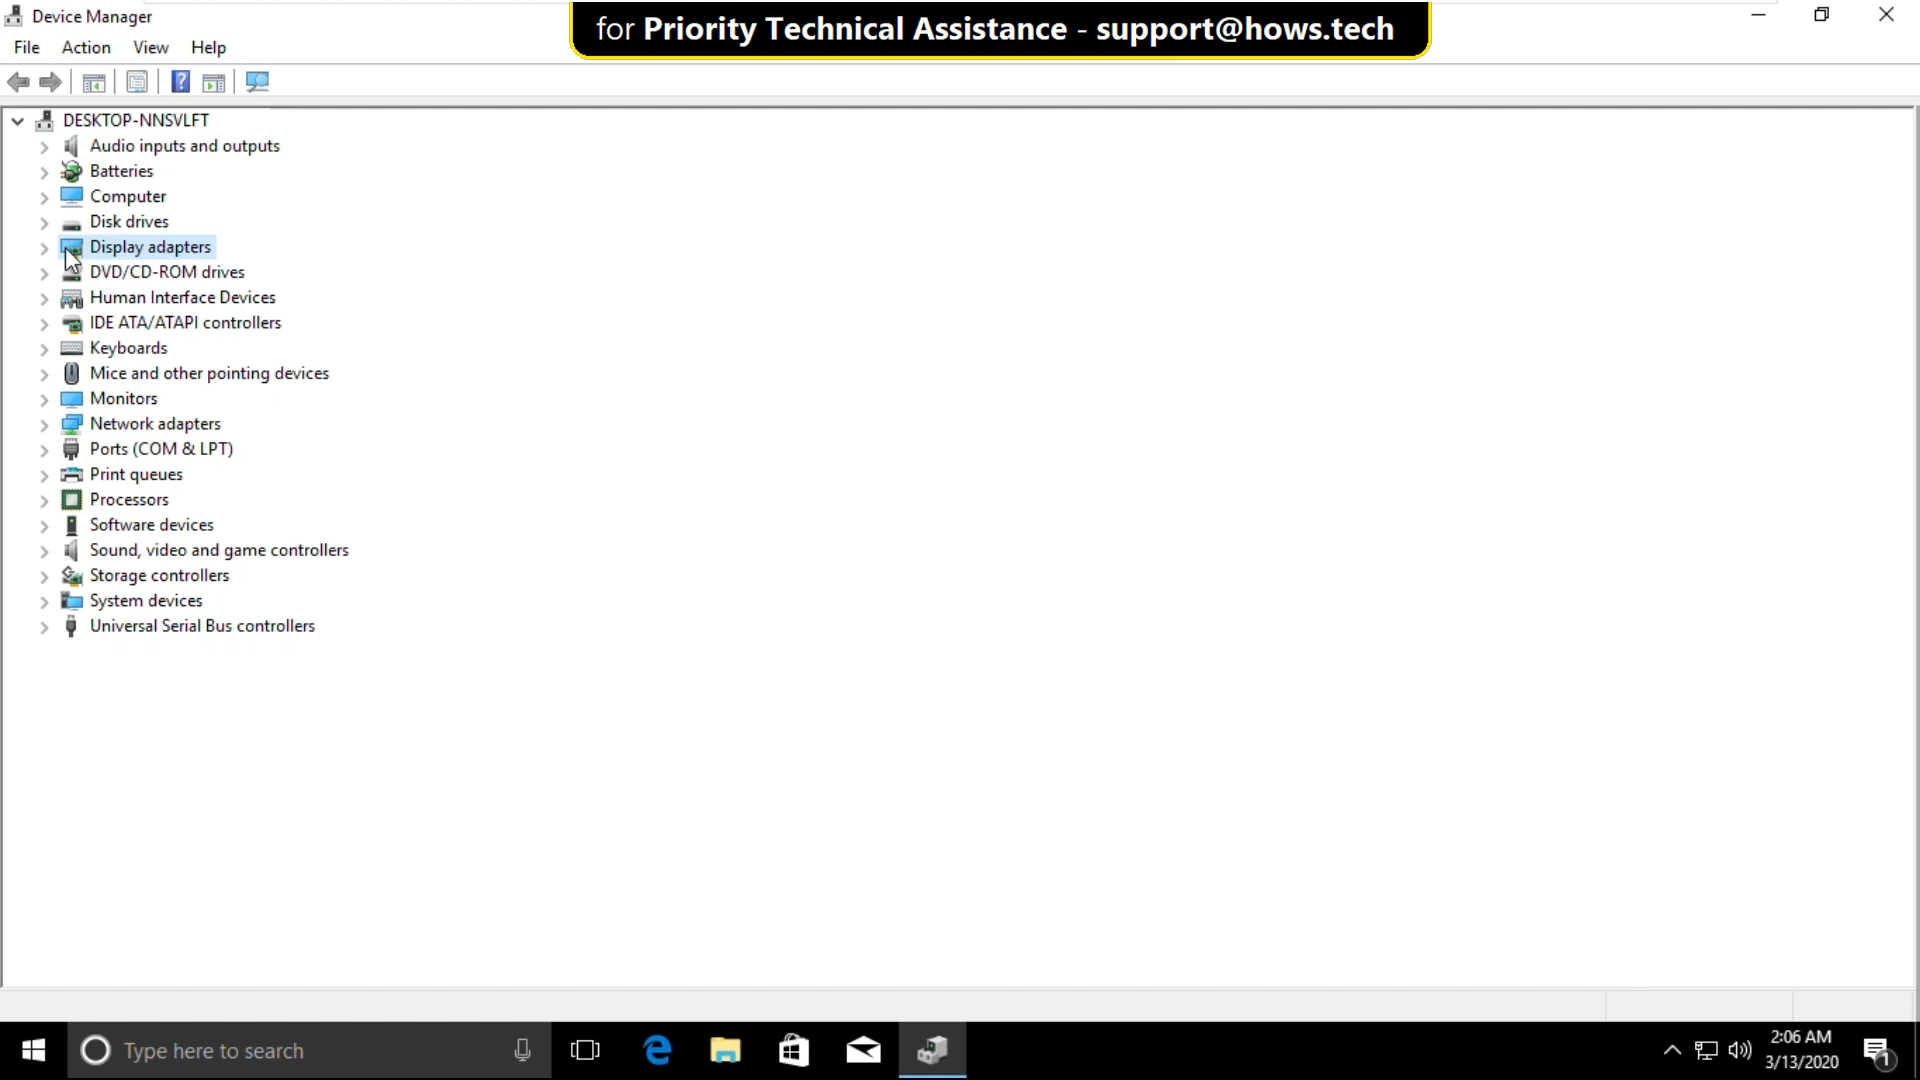 Device Manager
for Priority Technical Assistance - support@hows.tech
File Action View Help
DESKTOP-NNSVLFT
Audio inputs and outputs
Batteries
Computer
Disk drives
Display adapters
DVD/CD-ROM drives
Human Interface Devices
IDE ATA/ATAPI controllers
Keyboards
Mice and other pointing devices
Monitors
Network adapters
Ports (COM & LPT)
Print queues
Processors
Software devices
Sound, video and game controllers
Storage controllers
System devices
Universal Serial Bus controllers
Type here to search
2:06 AM
3/13/2020
1